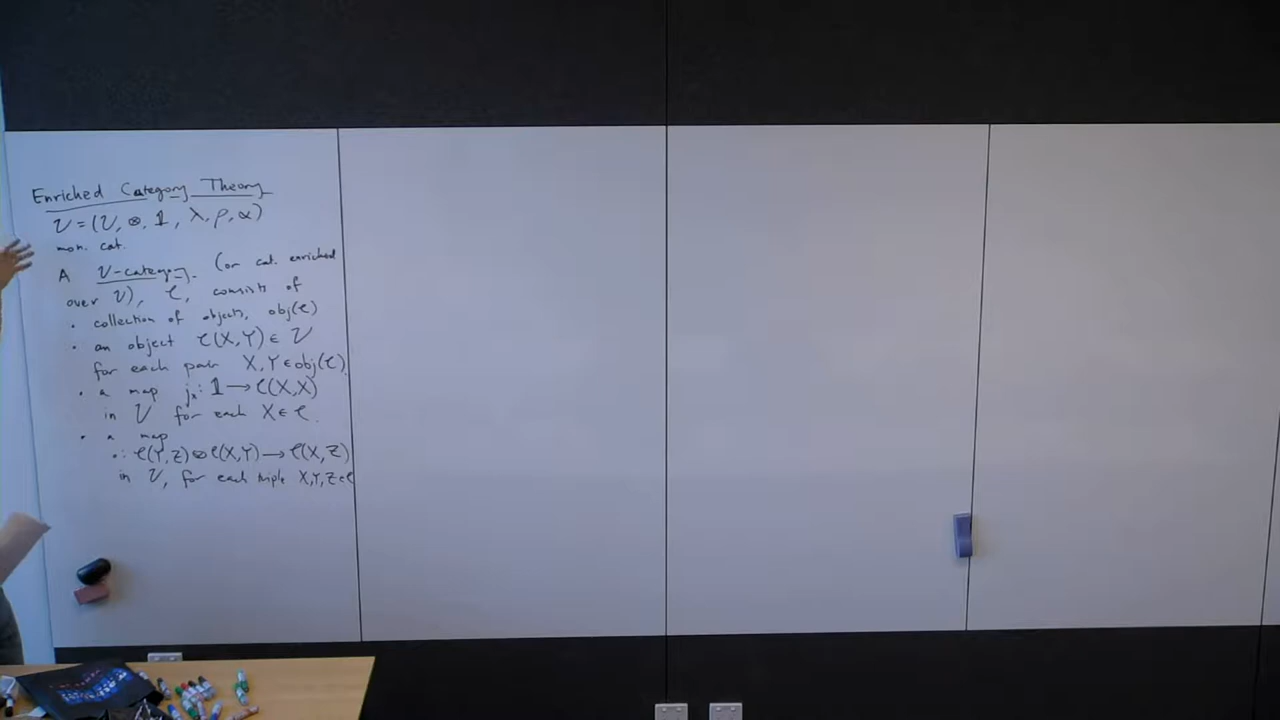 Enriched Category Theory
𝒱 = (𝒱, ⊗, 𝟙, λ, ρ, α)
mon. cat.
A 𝒱-category (or cat. enriched
over 𝒱), 𝒞, consists of
• collection of objects, obj(𝒞)
• an object 𝒞(X,Y) ∈ 𝒱
for each pair X, Y ∈ obj(𝒞).
• a map jₓ: 𝟙 → 𝒞(X,X)
in 𝒱 for each X ∈ 𝒞.
• a map
•: 𝒞(Y,Z) ⊗ 𝒞(X,Y) → 𝒞(X,Z)
in 𝒱, for each triple X,Y,Z ∈ 𝒞